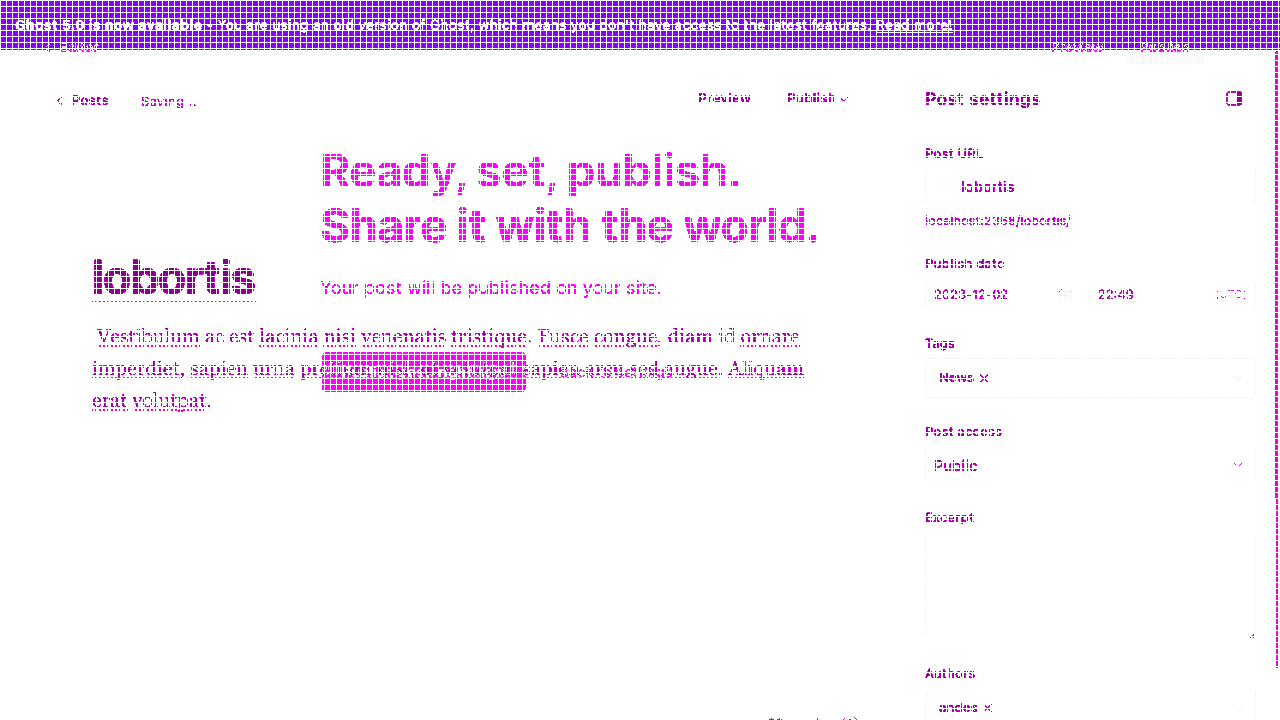 Ghost 5.0 is now available - You are using an old version of Ghost, which means you don't have access to the latest features. Read more!
Editor
Preview
Publish
Posts
Saving...
Preview
Publish
Post settings
Ready, set, publish.
Share it with the world.
Your post will be published on your site.
lobortis
Vestibulum ac est lacinia nisi venenatis tristique. Fusce congue, diam id ornare
imperdiet, sapien urna sapien arcu sed augue. Aliquam
erat volutpat.
Post URL
lobortis
localhost:2368/lobortis/
Publish date
2023-12-02
22:49
(UTC)
Tags
News ×
Post access
Public
Excerpt
Authors
andes ×